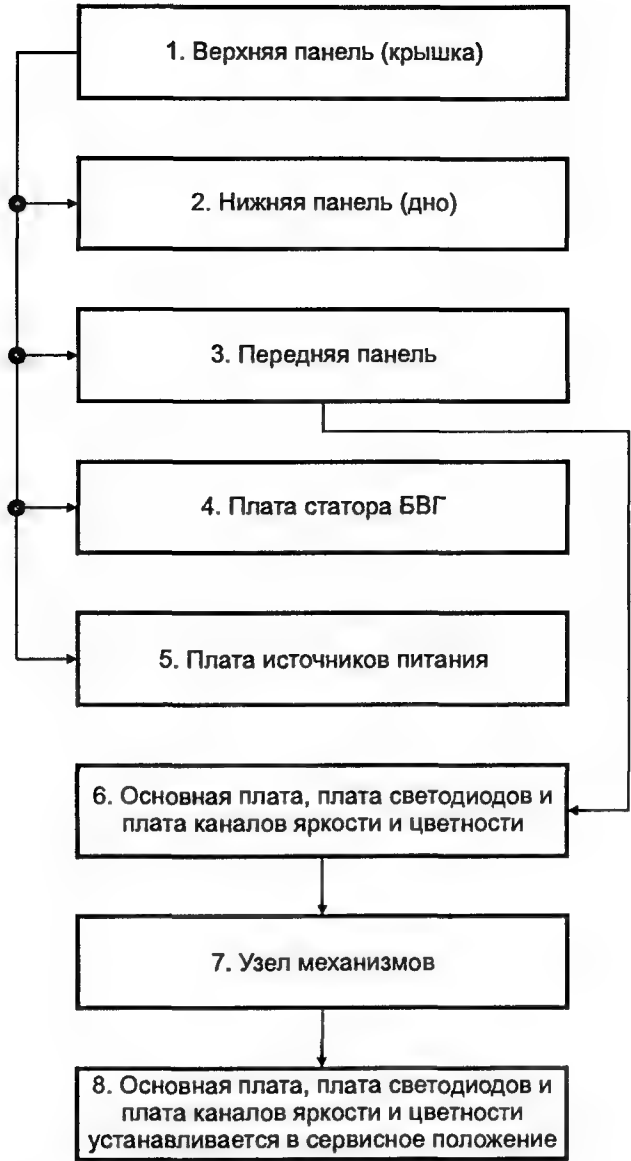 1. Верхняя панель (крышка)
2. Нижняя панель (дно)
3. Передняя панель
4. Плата статора БВГ
5. Плата источников питания
6. Основная плата, плата светодиодов и
плата каналов яркости и цветности
7. Узел механизмов
8. Основная плата, плата светодиодов и
плата каналов яркости и цветности
устанавливается в сервисное положение